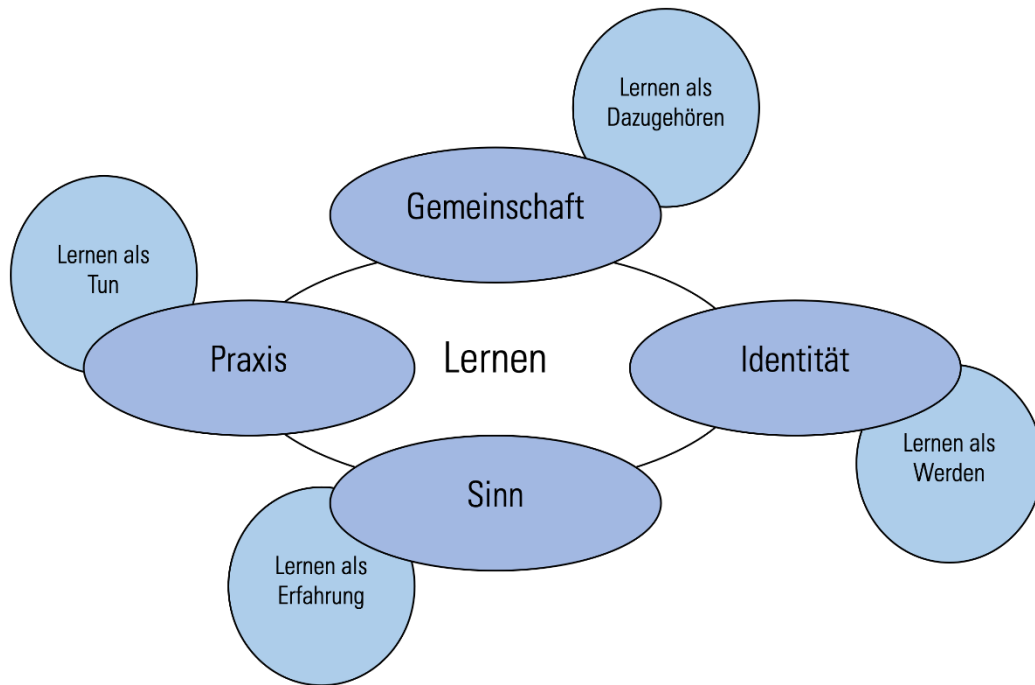 Lernen als
Dazugehören
Gemeinschaft
Lernen als
Tun
Praxis
Lernen
Identität
Lernen als
Werden
Sinn
Lernen als
Erfahrung